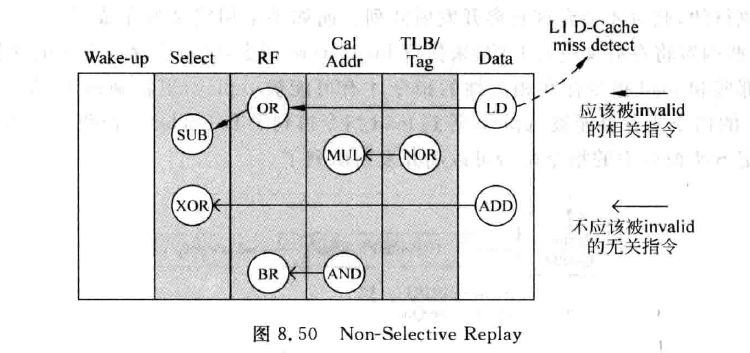 Wake-up Select RF Cal Addr TLB/ Tag Data
L1 D-Cache
miss detect
OR
LD
SUB
MUL
NOR
XOR
ADD
BR
AND
应该被invalid
的相关指令
不应该被invalid
的无关指令
图 8.50 Non-Selective Replay